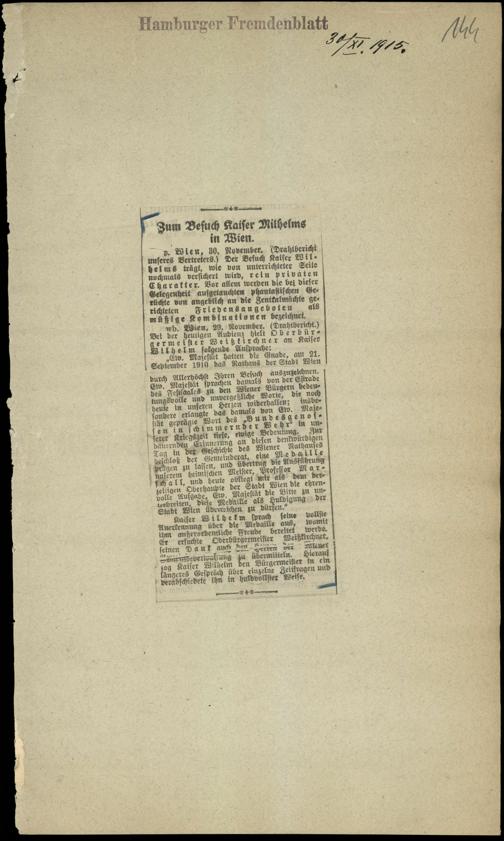 Hamburger Fremdenblatt
30/XI. 1915.
144
Zum Besuch Kaiser Wilhelms
in Wien.
p. Wien, 30. November. (Drahtbericht
unseres Vertreters.) Der Besuch Kaiser Wil-
helms trägt, wie von unterrichteter Seite
nochmals versichert wird, rein privaten
Charakter. Vor allem werden die bei dieser
Gelegenheit aufgetauchten phantastischen Ge-
rüchte von angeblich an die Zentralmächte ge-
richteten Friedensangeboten als
müßige Kombinationen bezeichnet.
wb. Wien, 29. November. (Drahtbericht.)
Bei der heutigen Audienz hielt Oberbür-
germeister Weißkirchner an Kaiser
Wilhelm folgende Ansprache:
„Ew. Majestät hatten die Gnade, am 21.
September 1910 das Rathaus der Stadt Wien
durch Allerhöchst Ihren Besuch auszuzeichnen.
Ew. Majestät sprachen damals von der Estrade
des Festsaales zu den Wiener Bürgern bedeu-
tungsvolle und unvergeßliche Worte, die noch
heute in unseren Herzen widerhallen; insbe-
sondere erlangte das damals von Ew. Maje-
stät geprägte Wort des „Bundesgenos-
sen in schimmernder Wehr" in un-
serer Kriegszeit tiefe, ewige Bedeutung. Zur
dauernden Erinnerung an diesen denkwürdigen
Tag in der Geschichte des Wiener Rathauses
beschloß der Gemeinderat, eine Medaille
prägen zu lassen, und übertrug die Ausführung
unserem heimischen Meister, Professor Mar-
schall, und heute obliegt mir als dem der-
zeitigen Oberhaupte der Stadt Wien die ehren-
volle Aufgabe, Ew. Majestät die Bitte zu un-
terbreiten, diese Medaille als Huldigung der
Stadt Wien überreichen zu dürfen."
Kaiser Wilhelm sprach seine vollste
Anerkennung über die Medaille aus, womit
ihm außerordentliche Freude bereitet werde.
Er ersuchte Oberbürgermeister Weißkirchner,
seinen Dank auch den Herren der Wiener
zu übermitteln. Hierauf
zog Kaiser Wilhelm den Bürgermeister in ein
längeres Gespräch über einzelne Zeitfragen und
verabschiedete ihn in huldvollster Weise.